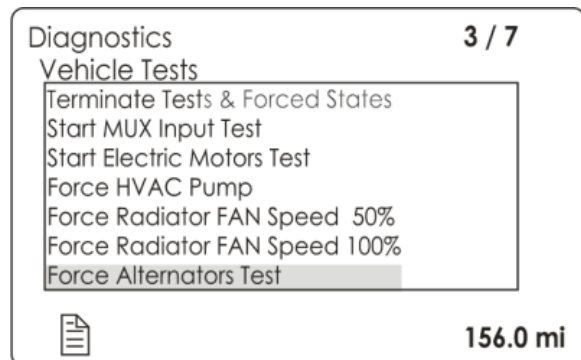 Diagnostics 3 / 7
Vehicle Tests
Terminate Tests & Forced States
Start MUX Input Test
Start Electric Motors Test
Force HVAC Pump
Force Radiator FAN Speed 50%
Force Radiator FAN Speed 100%
Force Alternators Test
156.0 mi